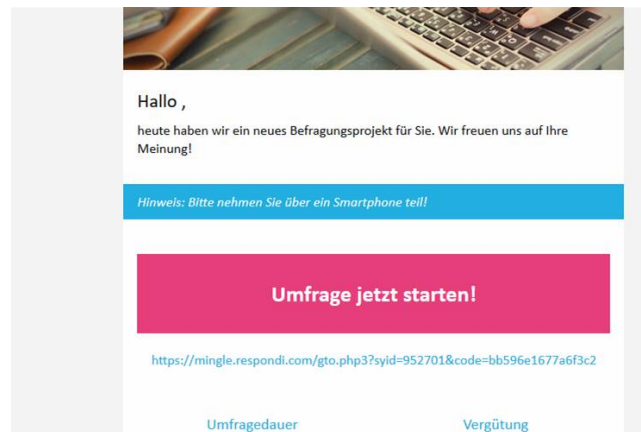 Hallo ,
heute haben wir ein neues Befragungsprojekt für Sie. Wir freuen uns auf Ihre
Meinung!
Hinweis: Bitte nehmen Sie über ein Smartphone teil!
Umfrage jetzt starten!
https://mingle.respondi.com/gto.php3?syid=952701&code=bb596e1677a6f3c2
Umfragedauer
Vergütung